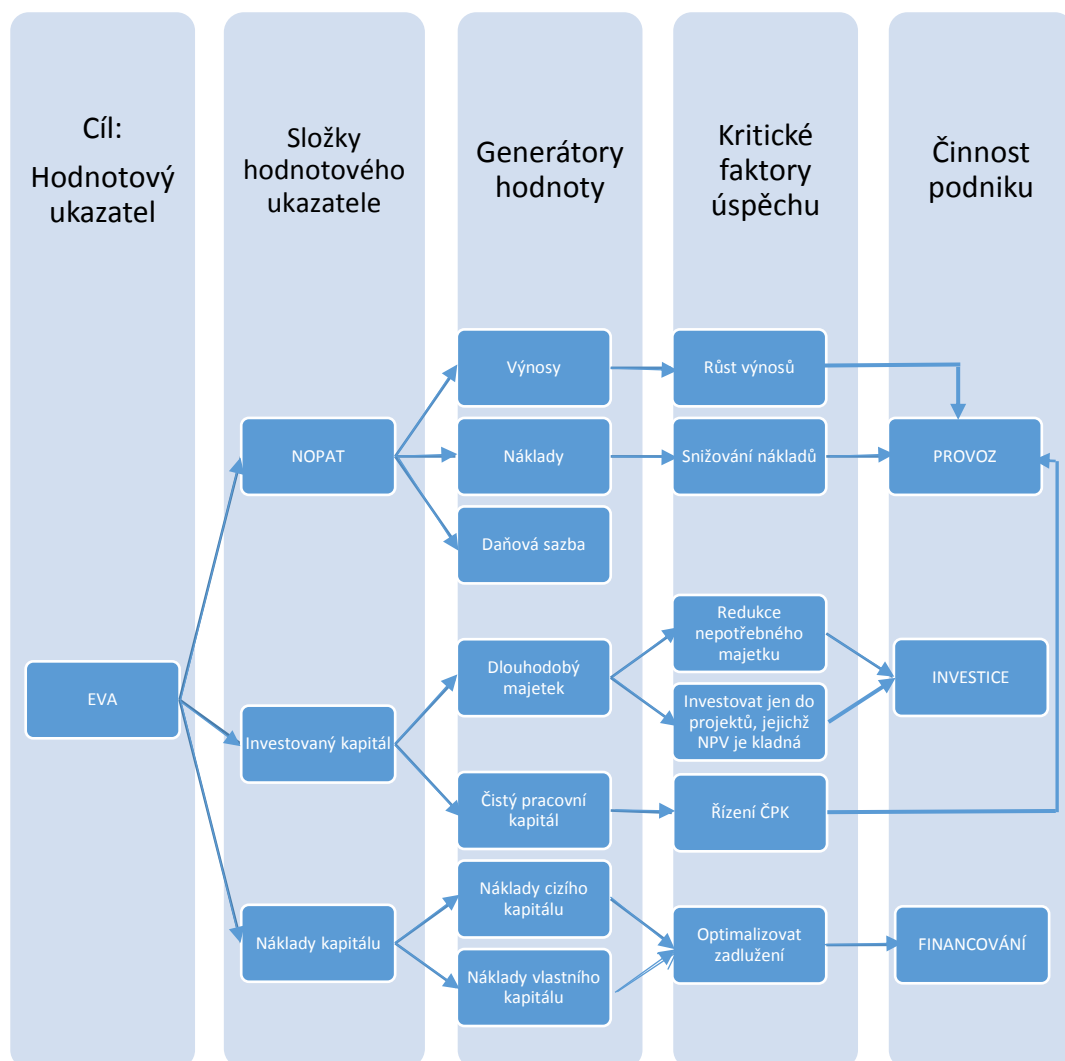 Cíl:
Hodnotový
ukazatel
Složky
hodnotového
ukazatele
Generátory
hodnoty
Kritické
faktory
úspěchu
Činnost
podniku
EVA
NOPAT
Investovaný kapitál
Náklady kapitálu
Výnosy
Náklady
Daňová sazba
Dlouhodobý
majetek
Čistý pracovní
kapitál
Náklady cizího
kapitálu
Náklady vlastního
kapitálu
Růst výnosů
Snižování nákladů
Redukce
nepotřebného
majetku
Investovat jen do
projektů, jejichž
NPV je kladná
Řízení ČPK
Optimalizovat
zadlužení
PROVOZ
INVESTICE
FINANCOVÁNÍ